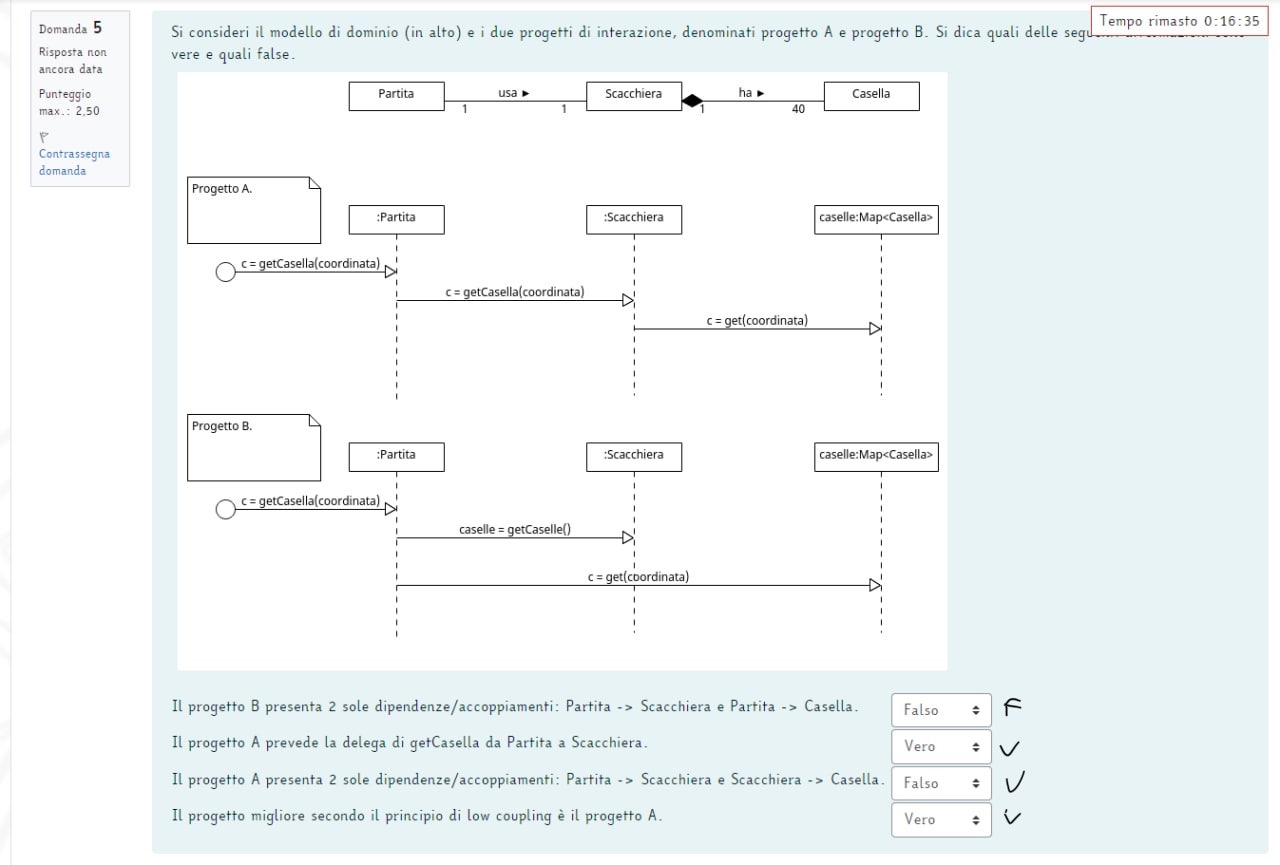 Domanda 5
Risposta non
ancora data
Punteggio
max.: 2,50
Contrassegna
domanda
Tempo rimasto 0:16:35
Si consideri il modello di dominio (in alto) e i due progetti di interazione, denominati progetto A e progetto B. Si dica quali delle
vere e quali false.
Partita
usa ►
1
1
Scacchiera
ha ►
1
40
Casella
Progetto A.
:Partita
:Scacchiera
caselle:Map<Casella>
c = getCasella(coordinata)
c = getCasella(coordinata)
c = get(coordinata)
Progetto B.
:Partita
:Scacchiera
caselle:Map<Casella>
c = getCasella(coordinata)
caselle = getCaselle()
c = get(coordinata)
Il progetto B presenta 2 sole dipendenze/accoppiamenti: Partita -> Scacchiera e Partita -> Casella. Falso F
Il progetto A prevede la delega di getCasella da Partita a Scacchiera. Vero V
Il progetto A presenta 2 sole dipendenze/accoppiamenti: Partita -> Scacchiera e Scacchiera -> Casella. Falso V
Il progetto migliore secondo il principio di low coupling è il progetto A. Vero V